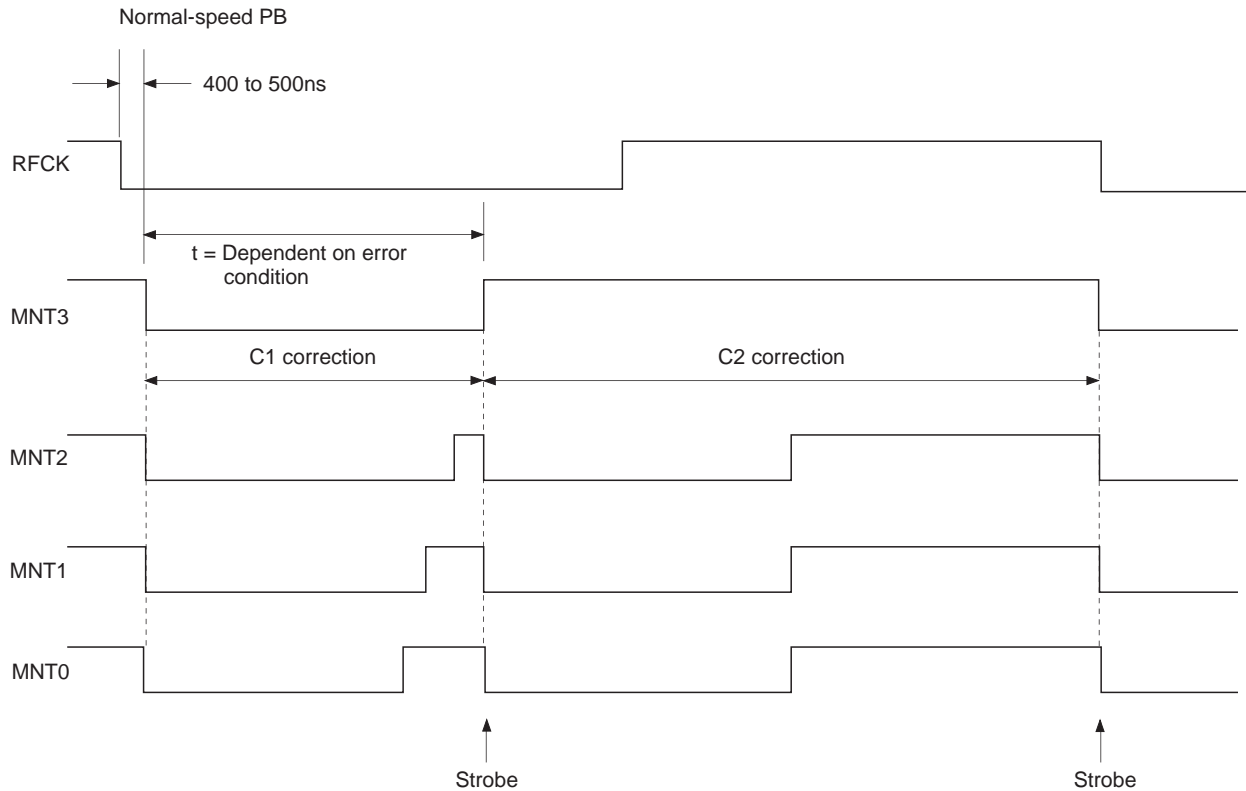 Normal-speed PB
400 to 500ns
RFCK
t = Dependent on error
condition
MNT3
C1 correction
C2 correction
MNT2
MNT1
MNT0
Strobe
Strobe